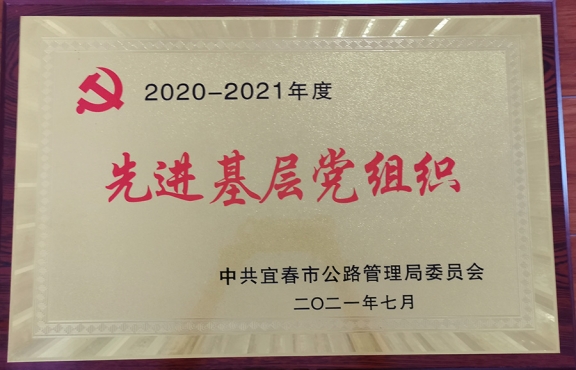 2020-2021年度
先进基层党组织
中共宜春市公路管理局委员会
二〇二一年七月